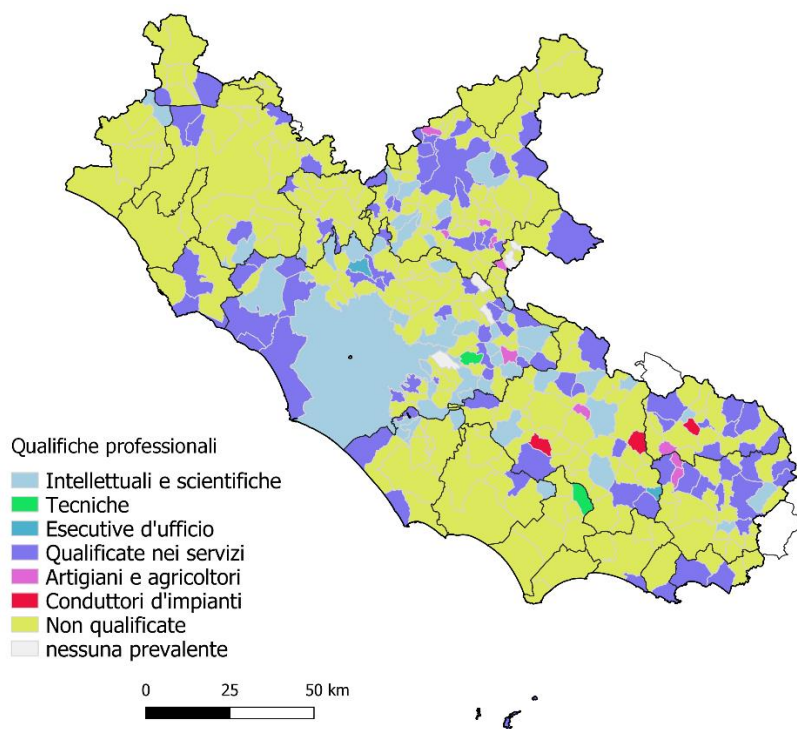 Qualifiche professionali
Intellettuali e scientifiche
Tecniche
Esecutive d'ufficio
Qualificate nei servizi
Artigiani e agricoltori
Conduttori d'impianti
Non qualificate
nessuna prevalente
0 25 50 km